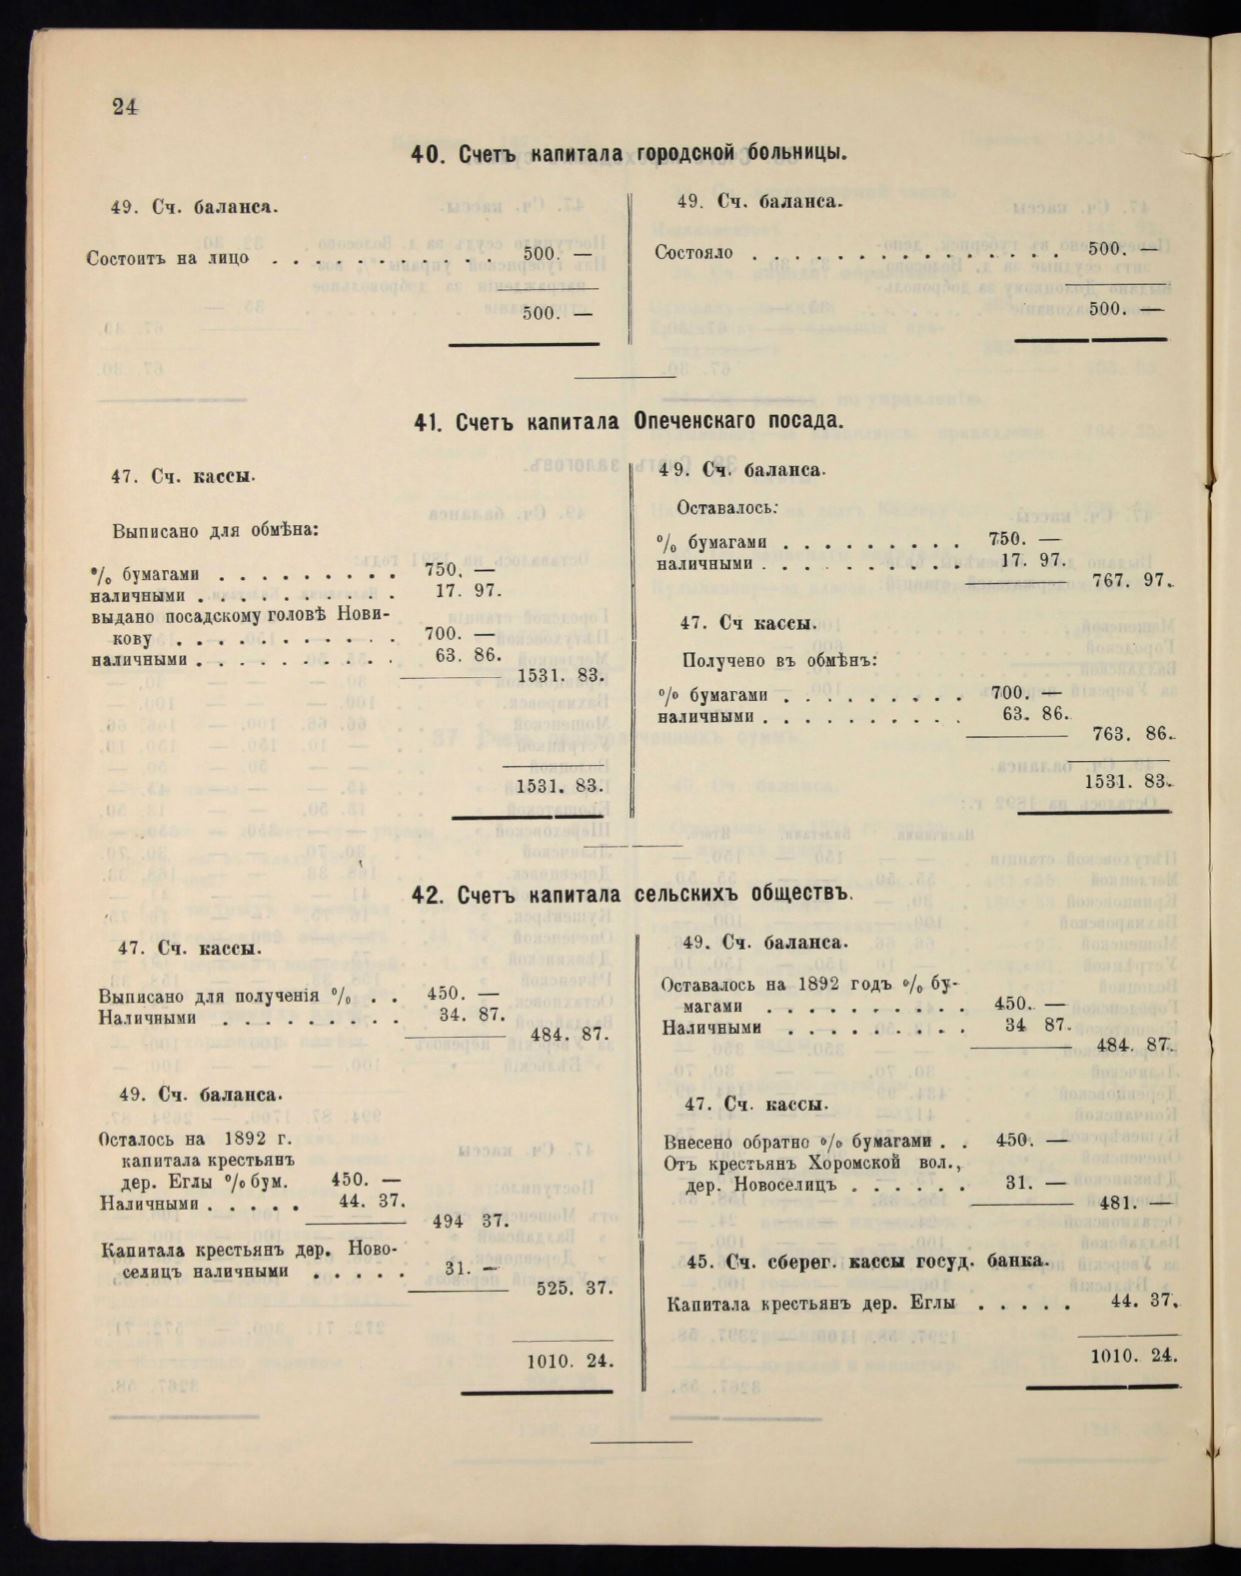 24
40. Счетъ капитала городской больницы.
49. Сч. баланса.
Состоитъ на лицо . . . . . . . . . . . 500. —
500. —
49. Сч. баланса.
Состояло . . . . . . . . . . . . . . . 500. —
500. —
41. Счетъ капитала Опеченскаго посада.
47. Сч. кассы.
Выписано для обмѣна:
% бумагами . . . . . . . . . 750. —
наличными . . . . . . . . . . 17. 97.
выдано посадскому головѣ Нови-
кову . . . . . . . . . . . 700. —
наличными . . . . . . . . . . 63. 86.
1531. 83.
1531. 83.
49. Сч. баланса.
Оставалось:
% бумагами . . . . . . . . . 750. —
наличными . . . . . . . . . . 17. 97.
767. 97.
47. Сч кассы.
Получено въ обмѣнъ:
% бумагами . . . . . . . . . 700. —
наличными . . . . . . . . . . 63. 86.
763. 86.
1531. 83.
42. Счетъ капитала сельскихъ обществъ.
47. Сч. кассы.
Выписано для полученія % . . 450. —
Наличными . . . . . . . . . 34. 87.
484. 87.
49. Сч. баланса.
Осталось на 1892 г.
капитала крестьянъ
дер. Еглы % бум. 450. —
Наличными . . . . . 44. 37.
494 37.
Капитала крестьянъ дер. Ново-
селицъ наличными . . . . . 31. —
525. 37.
1010. 24.
49. Сч. баланса.
Оставалось на 1892 годъ % бу-
магами . . . . . . . . . . 450. —
Наличными . . . . . . . . . 34 87.
484. 87.
47. Сч. кассы.
Внесено обратно % бумагами . . 450. —
Отъ крестьянъ Хоромской вол.,
дер. Новоселицъ . . . . . . 31. —
481. —
45. Сч. сберег. кассы госуд. банка.
Капитала крестьянъ дер. Еглы . . . . . 44. 37.
1010. 24.